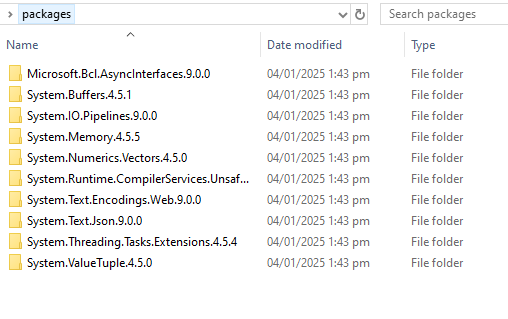 packages
Search packages
Name Date modified Type
Microsoft.Bcl.AsyncInterfaces.9.0.0 04/01/2025 1:43 pm File folder
System.Buffers.4.5.1 04/01/2025 1:43 pm File folder
System.IO.Pipelines.9.0.0 04/01/2025 1:43 pm File folder
System.Memory.4.5.5 04/01/2025 1:43 pm File folder
System.Numerics.Vectors.4.5.0 04/01/2025 1:43 pm File folder
System.Runtime.CompilerServices.Unsaf... 04/01/2025 1:43 pm File folder
System.Text.Encodings.Web.9.0.0 04/01/2025 1:43 pm File folder
System.Text.Json.9.0.0 04/01/2025 1:43 pm File folder
System.Threading.Tasks.Extensions.4.5.4 04/01/2025 1:43 pm File folder
System.ValueTuple.4.5.0 04/01/2025 1:43 pm File folder